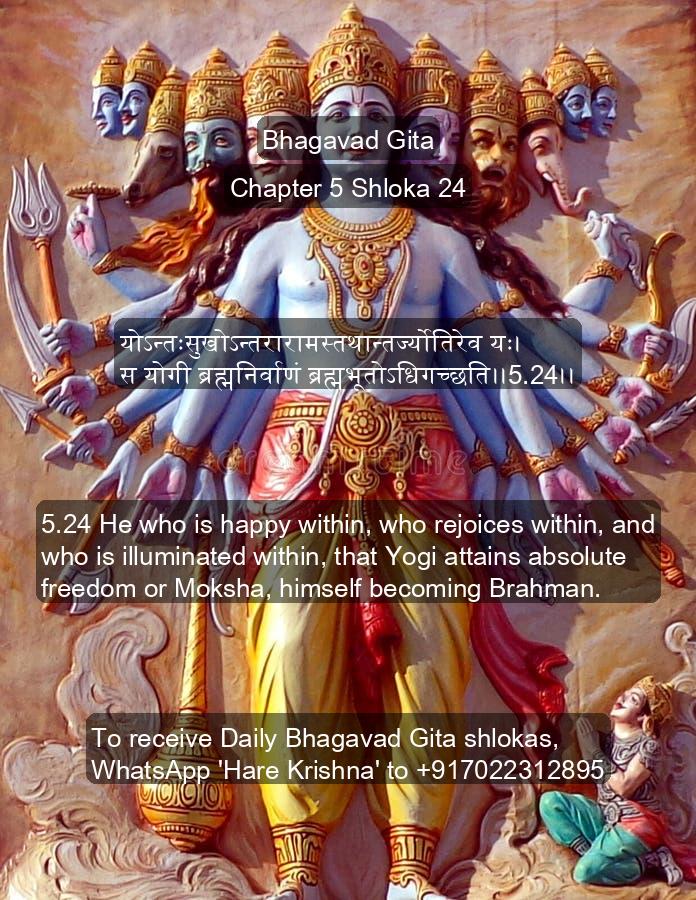 Bhagavad Gita
Chapter 5 Shloka 24
योऽन्तःसुखोऽन्तरारामस्तथान्तर्ज्योतिरेव यः।
स योगी ब्रह्मनिर्वाणं ब्रह्मभूतोऽधिगच्छति।।5.24।।
5.24 He who is happy within, who rejoices within, and
who is illuminated within, that Yogi attains absolute
freedom or Moksha, himself becoming Brahman.
To receive Daily Bhagavad Gita shlokas,
WhatsApp 'Hare Krishna' to +917022312895